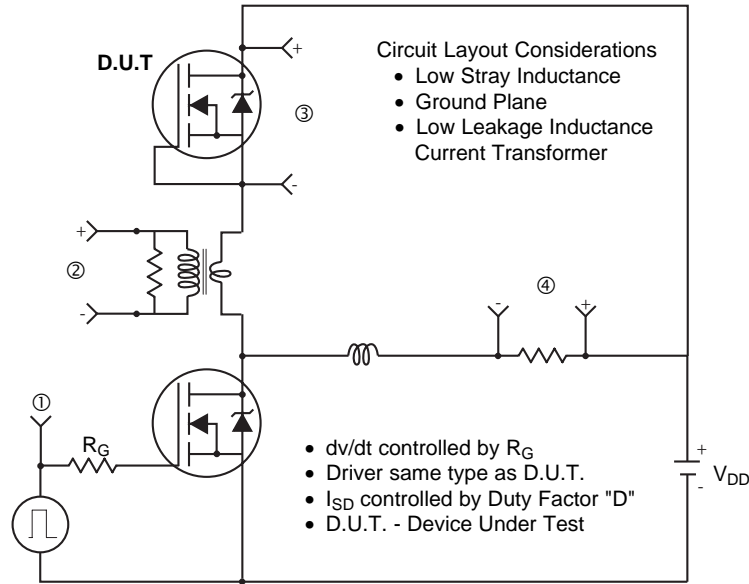 D.U.T
+
③
-
Circuit Layout Considerations
• Low Stray Inductance
• Ground Plane
• Low Leakage Inductance
Current Transformer
+
②
-
④
-
+
①
RG
• dv/dt controlled by RG
• Driver same type as D.U.T.
• ISD controlled by Duty Factor "D"
• D.U.T. - Device Under Test
+
VDD
-